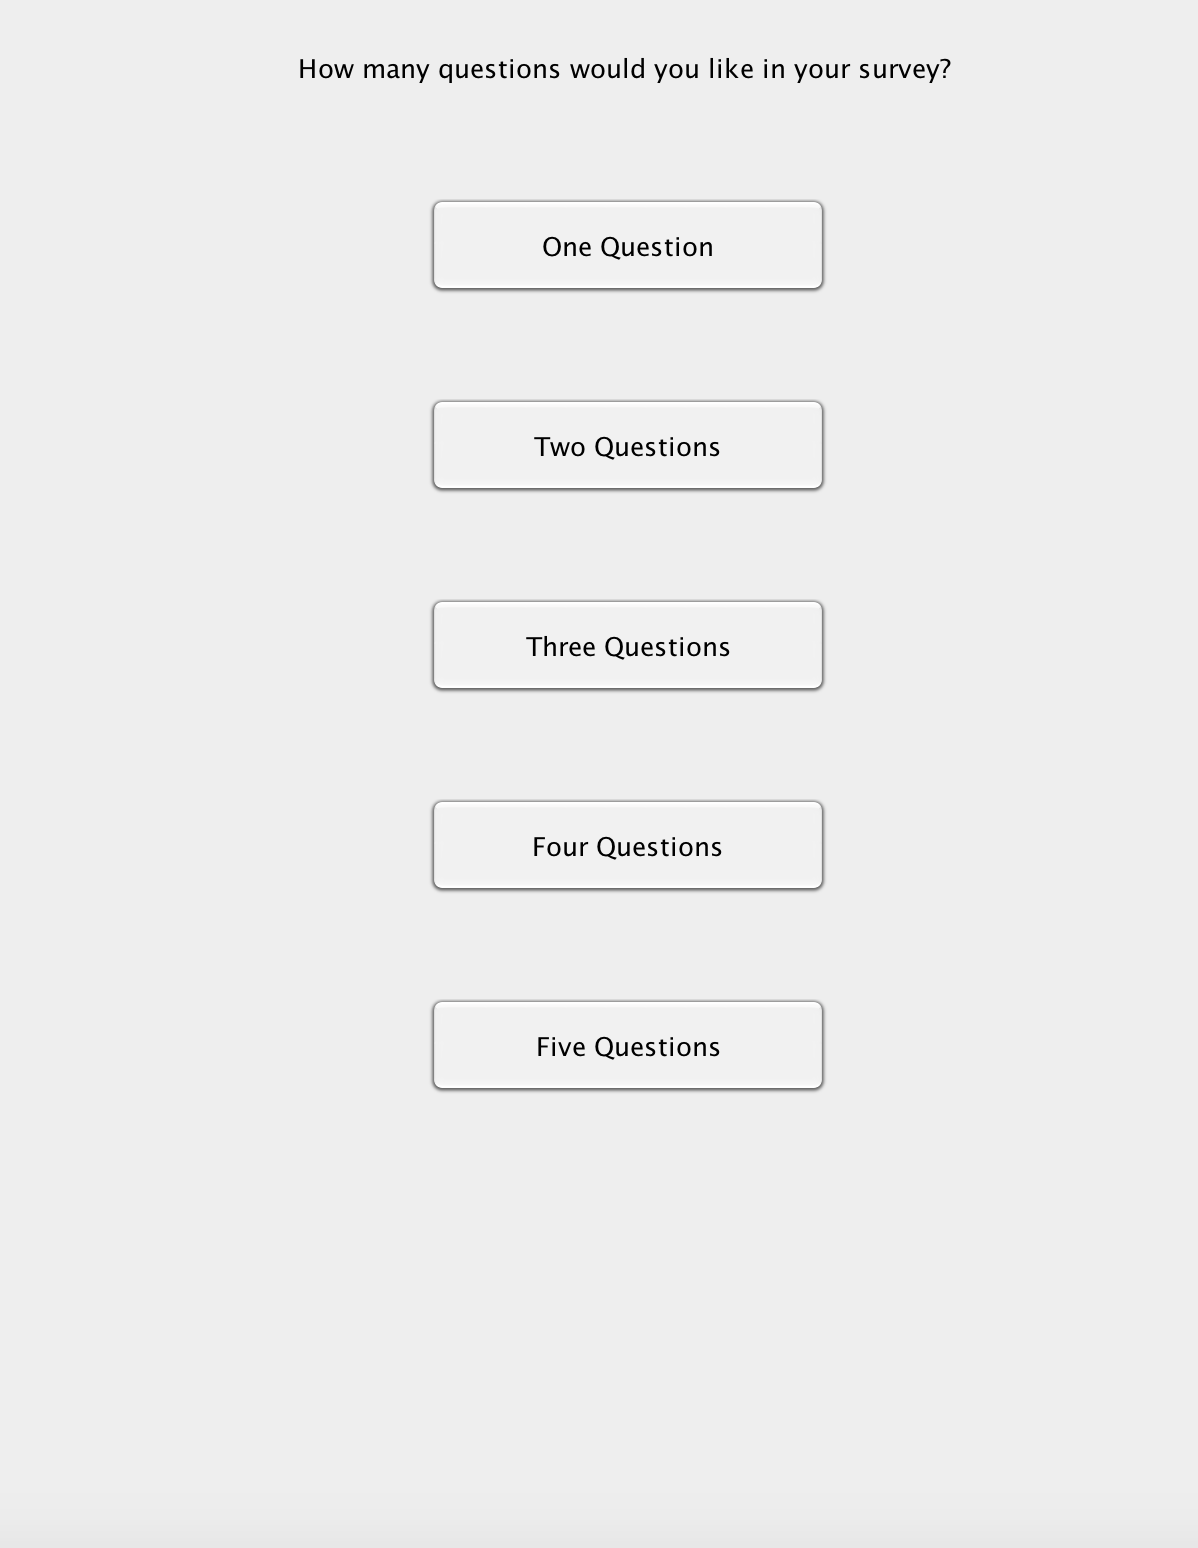 How many questions would you like in your survey?
One Question
Two Questions
Three Questions
Four Questions
Five Questions